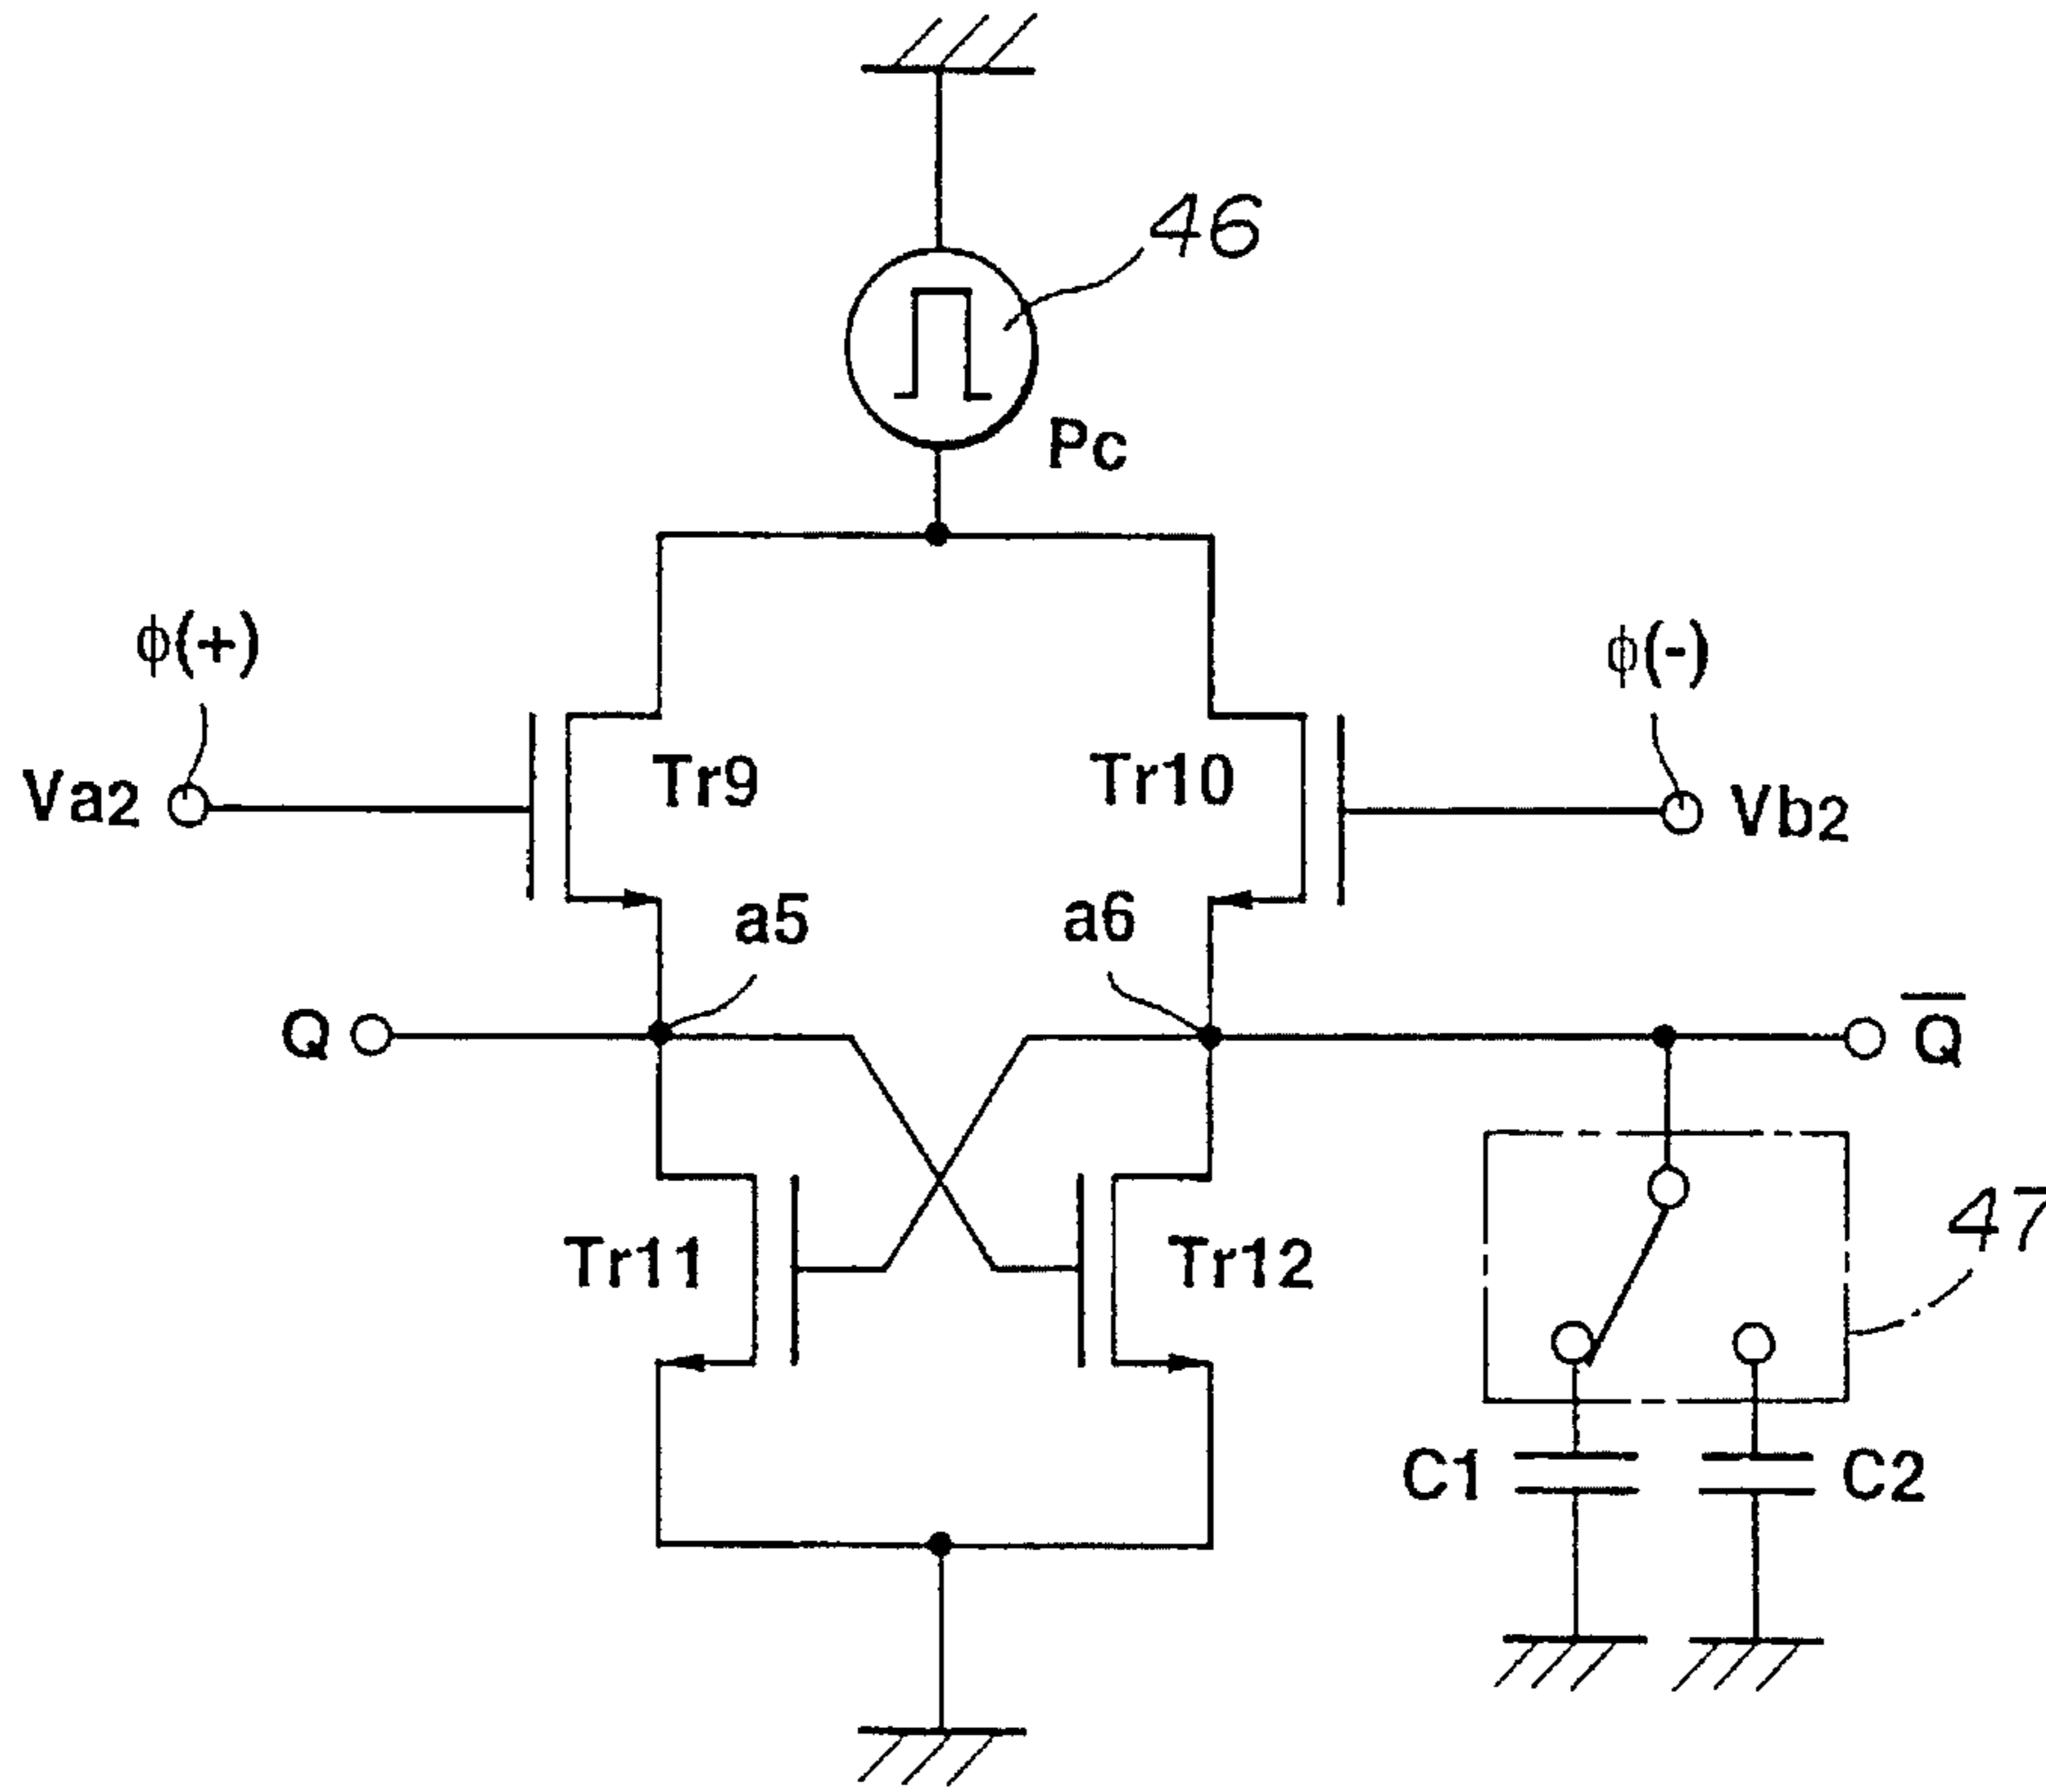 46
Pc
ϕ(+)
ϕ(-)
Va2
Tr9
Tr10
Vb2
a5
a6
Q
Q̅
Tr11
Tr12
47
C1
C2